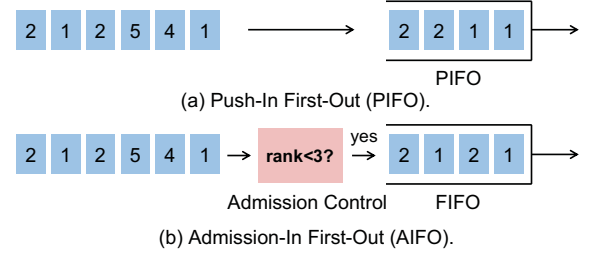 2 1 2 5 4 1 2 2 1 1
PIFO
(a) Push-In First-Out (PIFO).
yes
2 1 2 5 4 1 rank<3? 2 1 2 1
Admission Control FIFO
(b) Admission-In First-Out (AIFO).